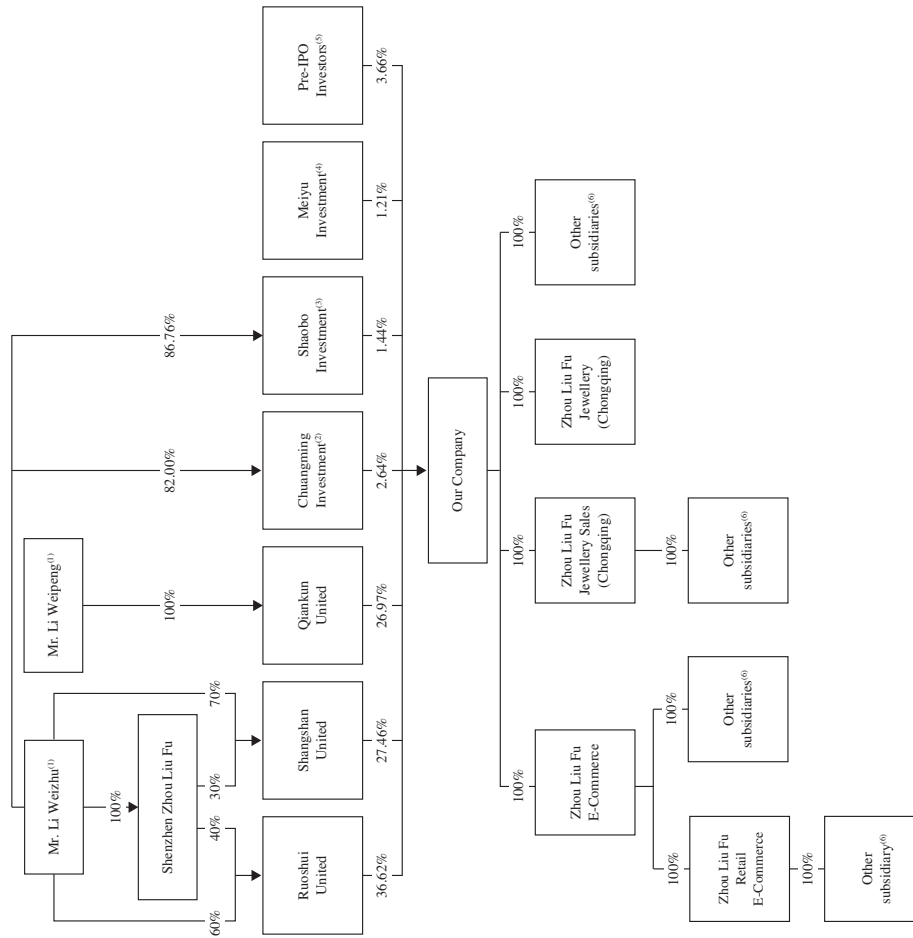 Mr. Li Weizhu(1)
Mr. Li Weipeng(1)
100%
Shenzhen Zhou Liu Fu
60%
40%
30%
70%
100%
82.00%
86.76%
Ruoshui
United
Shangshan
United
Qiankun
United
Chuangming
Investment(2)
Shaobo
Investment(3)
Meiyu
Investment(4)
Pre-IPO
Investors(5)
36.62%
27.46%
26.97%
2.64%
1.44%
1.21%
3.66%
Our Company
100%
100%
100%
100%
Zhou Liu Fu
E-Commerce
Zhou Liu Fu
Jewellery Sales
(Chongqing)
Zhou Liu Fu
Jewellery
(Chongqing)
Other
subsidiaries(6)
100%
100%
100%
Zhou Liu Fu
Retail
E-Commerce
Other
subsidiaries(6)
Other
subsidiaries(6)
100%
Other
subsidiary(6)